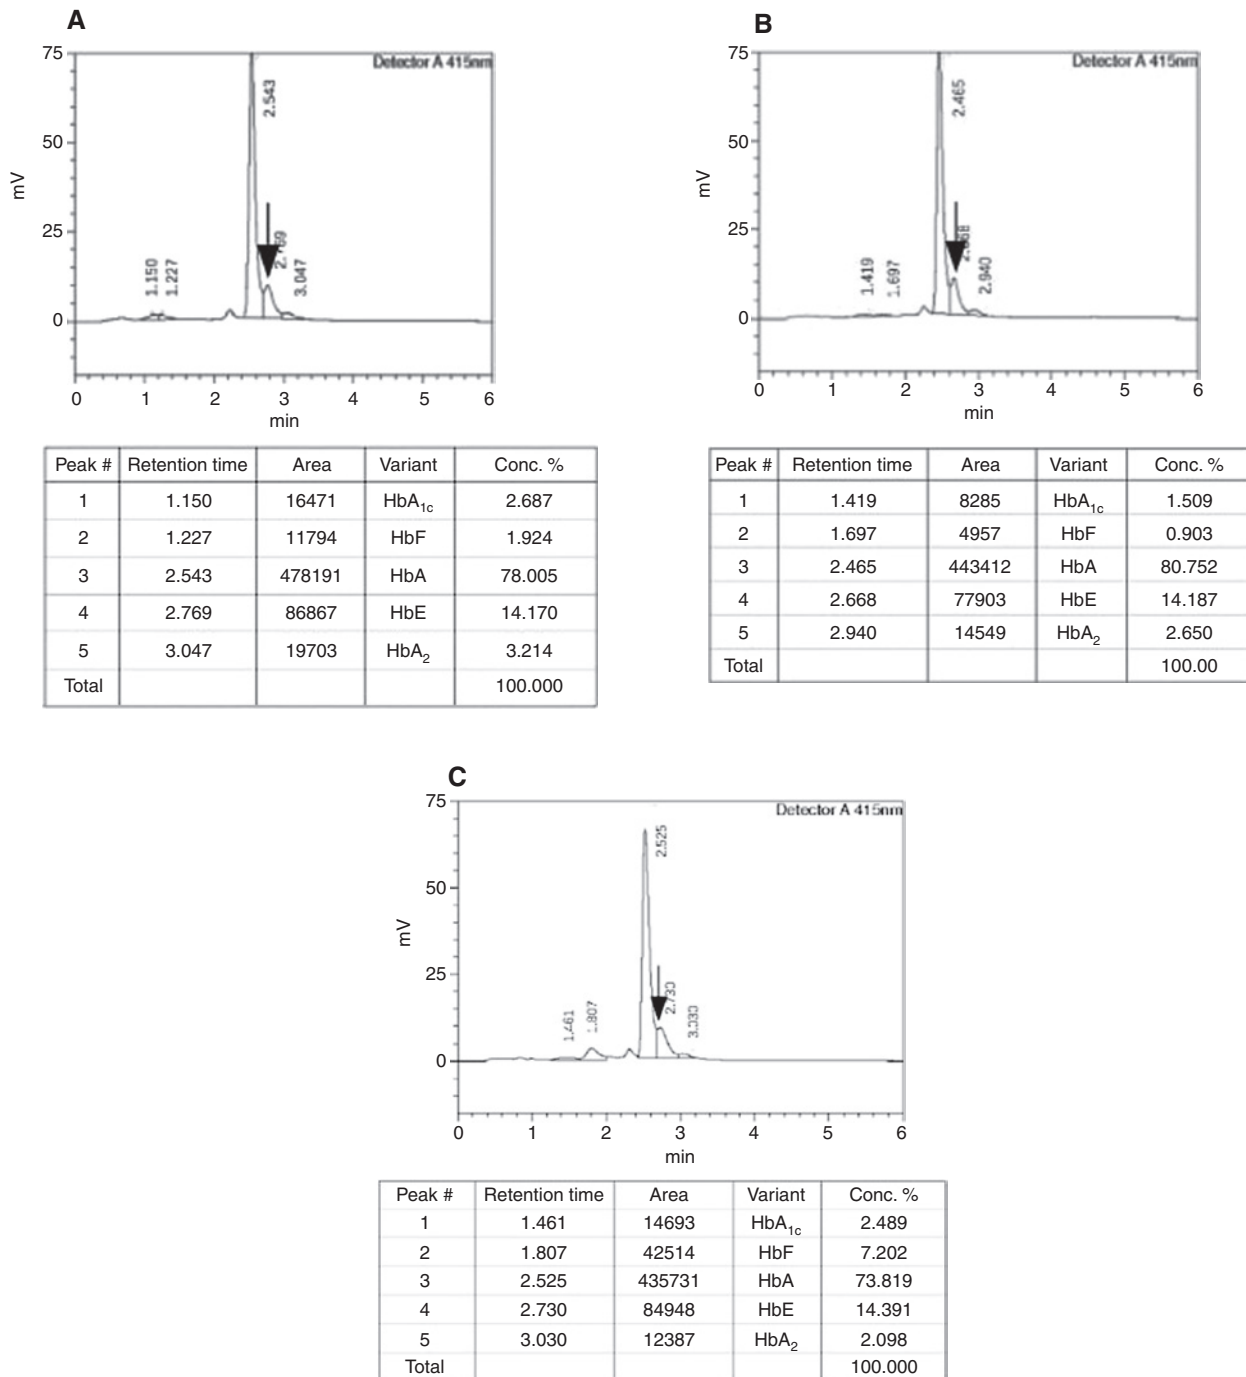 A
75
50
25
0
mV
Detector A 415nm
1.150
1.227
2.543
2.769
3.047
0 1 2 3 4 5 6
min
Peak # Retention time Area Variant Conc. %
1 1.150 16471 HbA1c 2.687
2 1.227 11794 HbF 1.924
3 2.543 478191 HbA 78.005
4 2.769 86867 HbE 14.170
5 3.047 19703 HbA2 3.214
Total 100.000
B
75
50
25
0
mV
Detector A 415nm
1.419
1.697
2.465
2.668
2.940
0 1 2 3 4 5 6
min
Peak # Retention time Area Variant Conc. %
1 1.419 8285 HbA1c 1.509
2 1.697 4957 HbF 0.903
3 2.465 443412 HbA 80.752
4 2.668 77903 HbE 14.187
5 2.940 14549 HbA2 2.650
Total 100.00
C
75
50
25
0
mV
Detector A 415nm
1.461
1.807
2.525
2.730
3.030
0 1 2 3 4 5 6
min
Peak # Retention time Area Variant Conc. %
1 1.461 14693 HbA1c 2.489
2 1.807 42514 HbF 7.202
3 2.525 435731 HbA 73.819
4 2.730 84948 HbE 14.391
5 3.030 12387 HbA2 2.098
Total 100.000